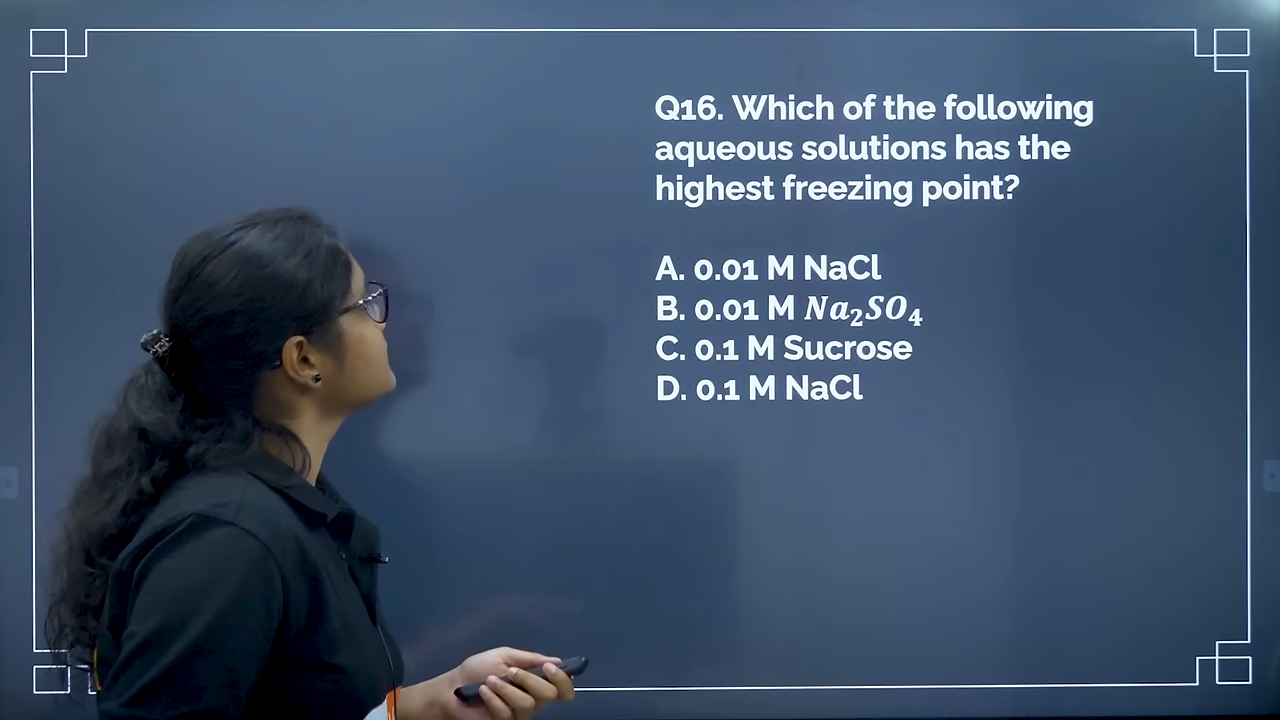 Q16. Which of the following
aqueous solutions has the
highest freezing point?
A. 0.01 M NaCl
B. 0.01 M Na₂SO₄
C. 0.1 M Sucrose
D. 0.1 M NaCl